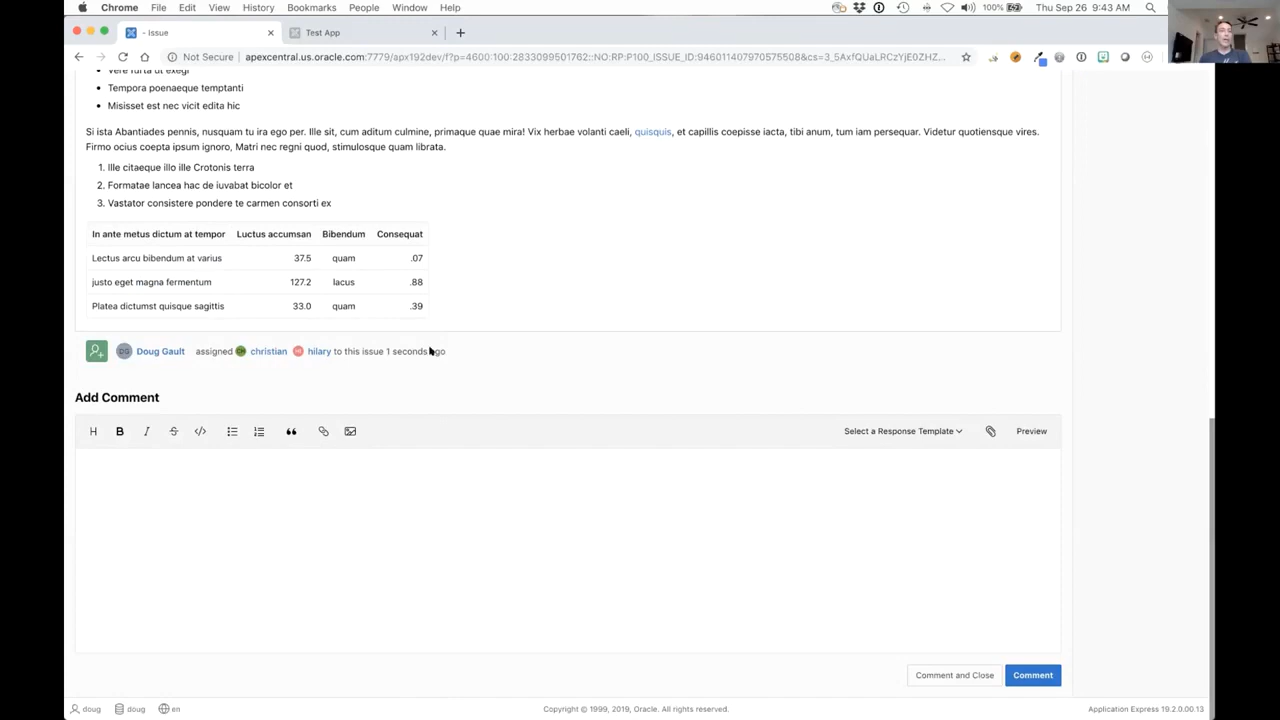 Chrome File Edit View History Bookmarks People Window Help 100% Thu Sep 26 9:43 AM
- Issue
Test App
Not Secure apexcentral.us.oracle.com:7779/apx192dev/f?p=4600:100:2833099501762::NO:RP:P100_ISSUE_ID:946011407970575508&cs=3_5AxfQUaLRCzYjE0ZHZ...
Tempora poenaeque temptanti
Misisset est nec vicit edita hic
Si ista Abantiades pennis, nusquam tu ira ego per. Ille sit, cum aditum culmine, primaque quae mira! Vix herbae volanti caeli, quisquis, et capillis coepisse iacta, tibi anum, tum iam persequar. Videtur quotiensque vires.
Firmo ocius coepta ipsum ignoro, Matri nec regni quod, stimulosque quam librata.
1. Ille citaeque illo ille Crotonis terra
2. Formatae lancea hac de iuvabat bicolor et
3. Vastator consistere pondere te carmen consorti ex
In ante metus dictum at tempor Luctus accumsan Bibendum Consequat
Lectus arcu bibendum at varius 37.5 quam .07
justo eget magna fermentum 127.2 lacus .88
Platea dictumst quisque sagittis 33.0 quam .39
DG Doug Gault assigned christian hilary to this issue 1 seconds ago
Add Comment
H B I S </> Select a Response Template Preview
Comment and Close Comment
doug doug en Copyright © 1999, 2019, Oracle. All rights reserved. Application Express 19.2.0.00.13